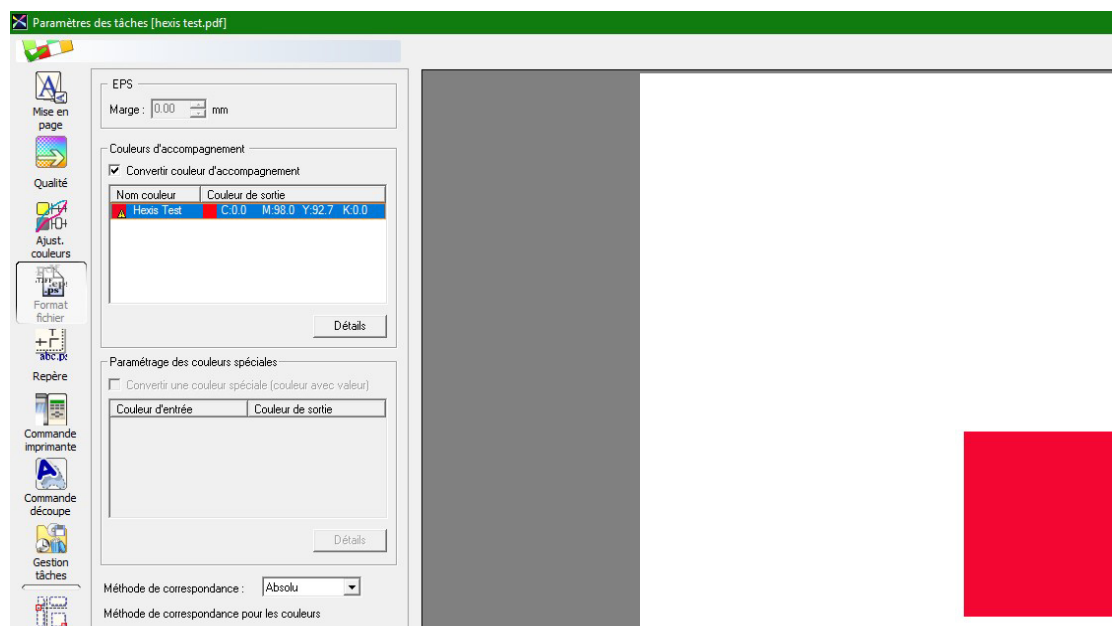 Paramètres des tâches [hexis test.pdf]
Mise en
page
Qualité
Ajust.
couleurs
Format
fichier
Repère
Commande
imprimante
Commande
découpe
Gestion
tâches
EPS
Marge : 0.00 mm
Couleurs d'accompagnement
Convertir couleur d'accompagnement
Nom couleur Couleur de sortie
Hexis Test C:0.0 M:98.0 Y:92.7 K:0.0
Détails
Paramétrage des couleurs spéciales
Convertir une couleur spéciale (couleur avec valeur)
Couleur d'entrée Couleur de sortie
Détails
Méthode de correspondance : Absolu
Méthode de correspondance pour les couleurs